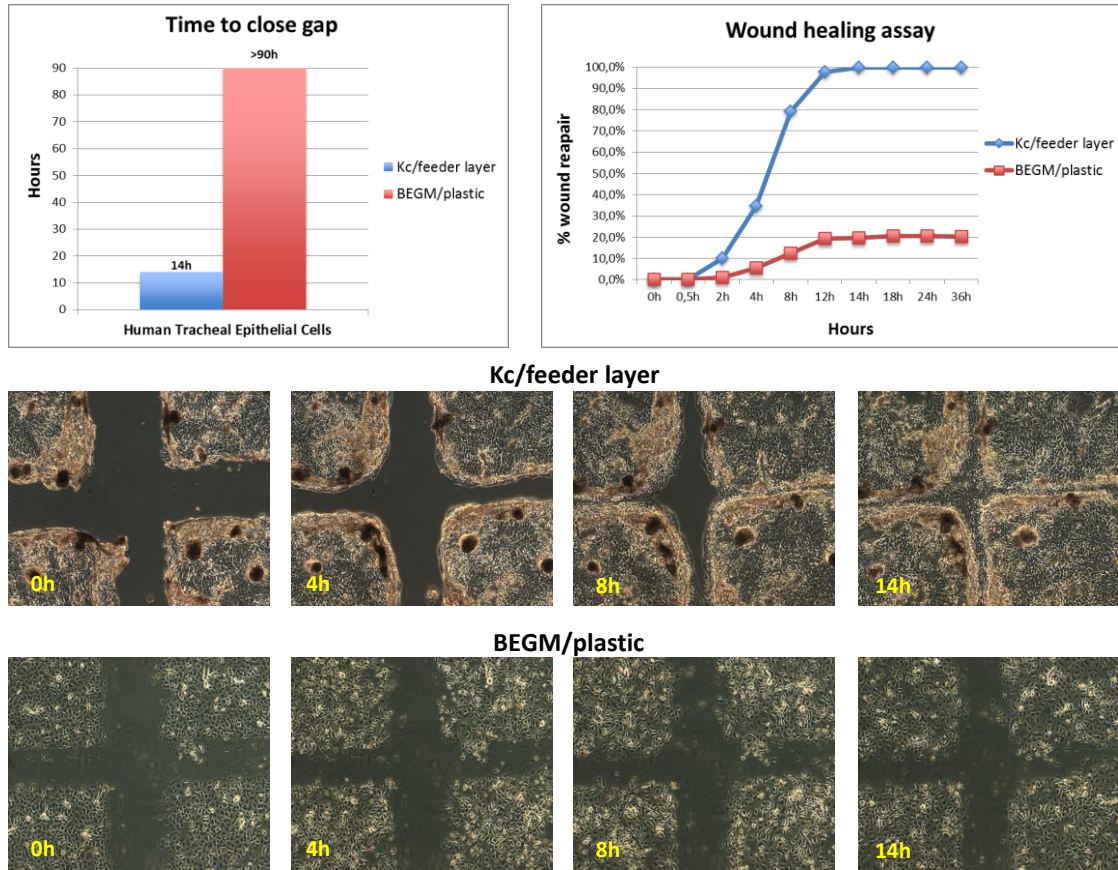 Time to close gap
>90h
90
80
70
60
50
40
30
20
10
0
Hours
14h
Human Tracheal Epithelial Cells
Kc/feeder layer
BEGM/plastic
Wound healing assay
100,0%
90,0%
80,0%
70,0%
60,0%
50,0%
40,0%
30,0%
20,0%
10,0%
0,0%
% wound reapair
0h 0,5h 2h 4h 8h 12h 14h 18h 24h 36h
Hours
Kc/feeder layer
BEGM/plastic
Kc/feeder layer
0h 4h 8h 14h
BEGM/plastic
0h 4h 8h 14h